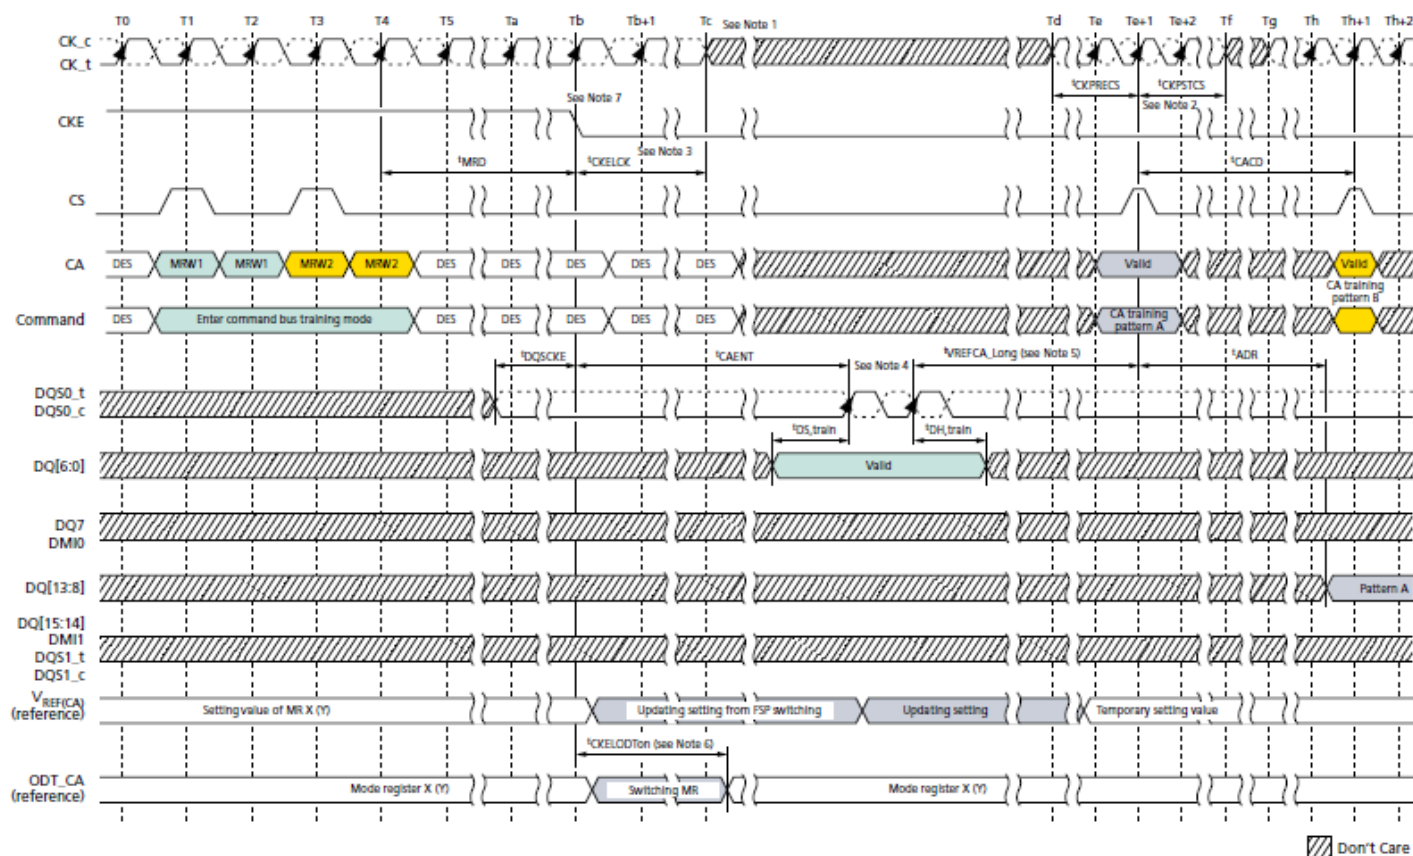 T0 T1 T2 T3 T4 T5 Ta Tb Tb+1 Tc See Note 1 Td Te Te+1 Te+2 Tf Tg Th Th+1 Th+2
CK_c
CK_t
tCKPRECS tCKPSTCS
See Note 7 See Note 2
CKE
See Note 3
tMRD tCKELCK tCACD
CS
CA DES MRW1 MRW1 MRW2 MRW2 DES DES DES DES DES Valid Valid
CA training
pattern B
Command DES Enter command bus training mode DES DES DES DES DES CA training
pattern A
tDQSCKE tCAENT See Note 4 tVREFCA_Long (see Note 5) tADR
DQS0_t
DQS0_c
tDS,train tDH,train
DQ[6:0] Valid
DQ7
DMI0
DQ[13:8] Pattern A
DQ[15:14]
DMI1
DQS1_t
DQS1_c
VREF(CA)
(reference) Setting value of MR X (Y) Updating setting from FSP switching Updating setting Temporary setting value
tCKELODTon (see Note 6)
ODT_CA
(reference) Mode register X (Y) Switching MR Mode register X (Y)
Don't Care